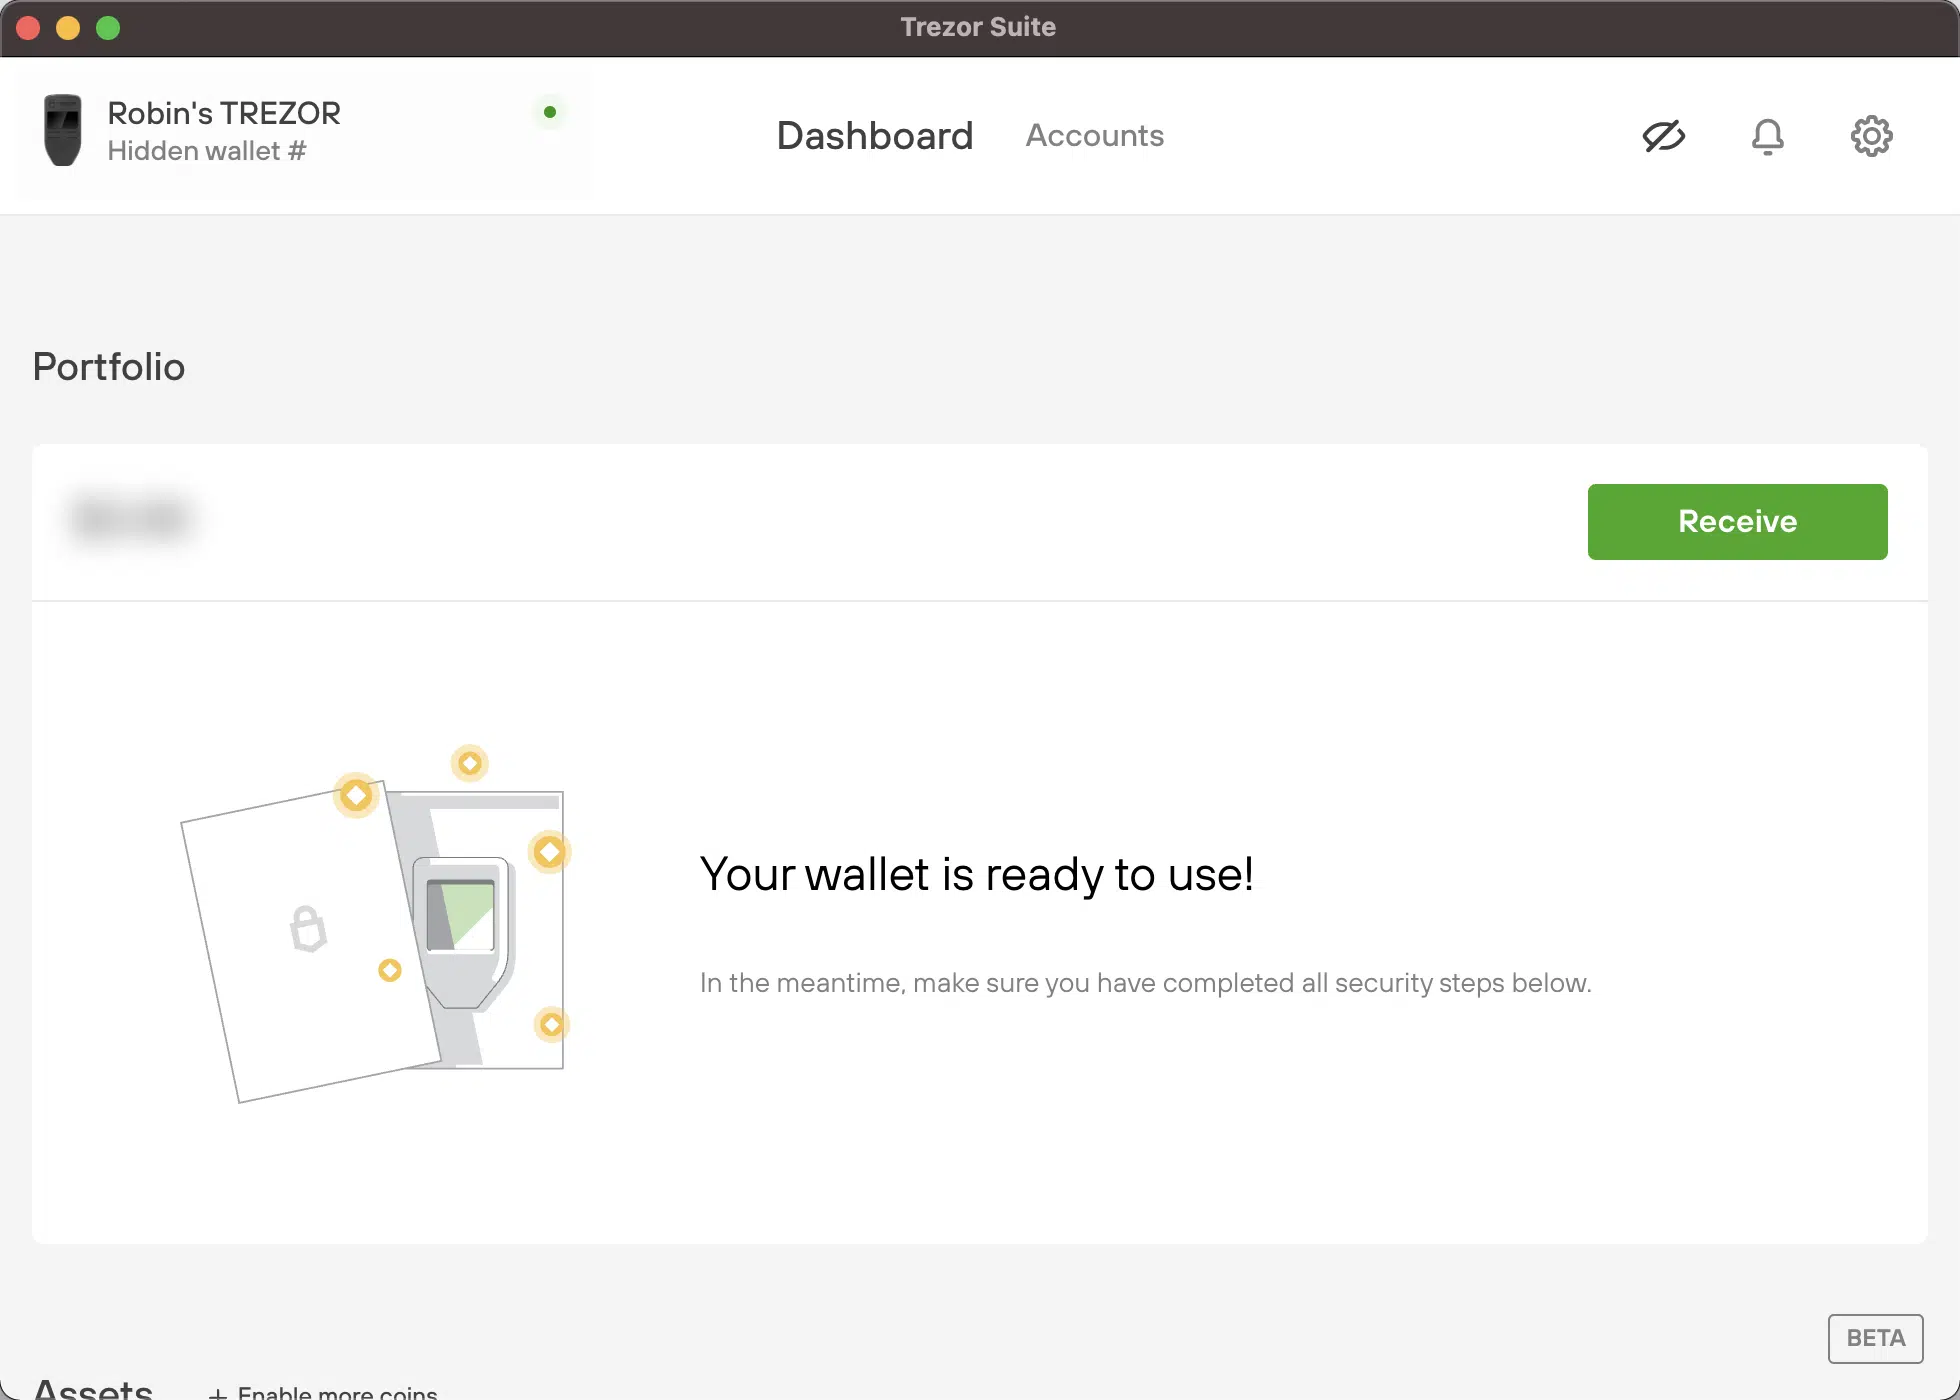 Trezor Suite
Robin's TREZOR
Hidden wallet #
Dashboard
Accounts
Portfolio
Receive
Your wallet is ready to use!
In the meantime, make sure you have completed all security steps below.
BETA
Assets
+ Enable more coins